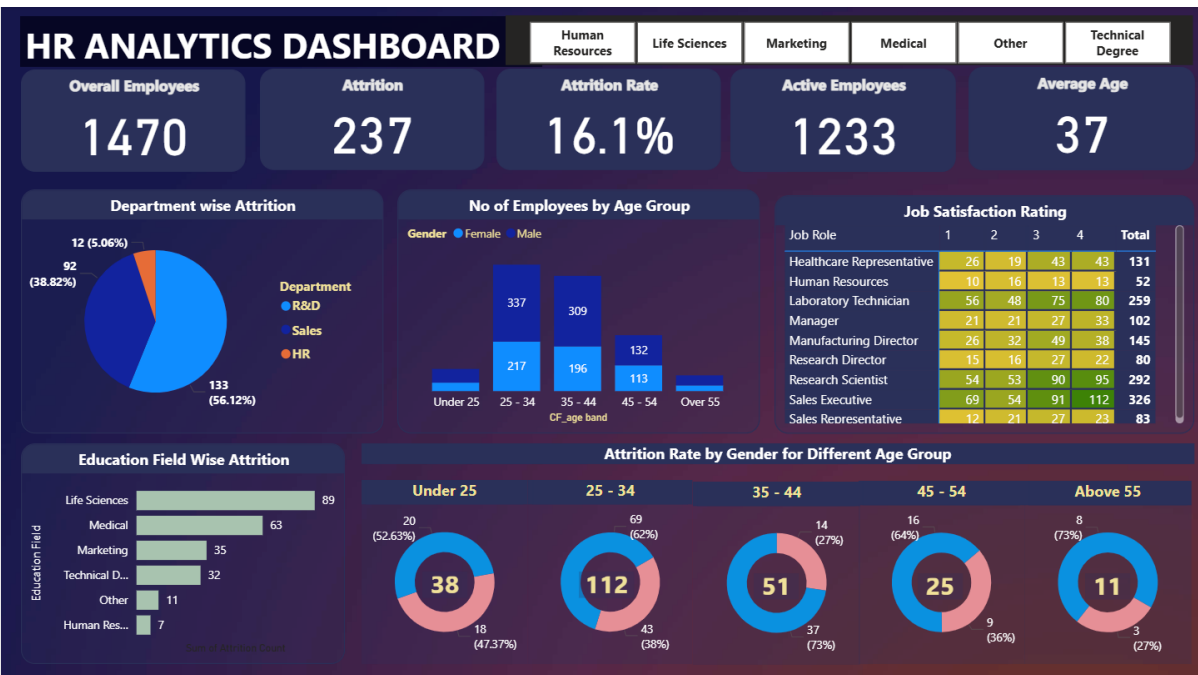 HR ANALYTICS DASHBOARD
Human
Resources
Life Sciences
Marketing
Medical
Other
Technical
Degree
Overall Employees
1470
Attrition
237
Attrition Rate
16.1%
Active Employees
1233
Average Age
37
Department wise Attrition
12 (5.06%)
92
(38.82%)
133
(56.12%)
Department
R&D
Sales
HR
No of Employees by Age Group
Gender Female Male
337
309
132
217
196
113
Under 25 25 - 34 35 - 44 45 - 54 Over 55
CF_age band
Job Satisfaction Rating
Job Role 1 2 3 4 Total
Healthcare Representative 26 19 43 43 131
Human Resources 10 16 13 13 52
Laboratory Technician 56 48 75 80 259
Manager 21 21 27 33 102
Manufacturing Director 26 32 49 38 145
Research Director 15 16 27 22 80
Research Scientist 54 53 90 95 292
Sales Executive 69 54 91 112 326
Sales Representative 12 21 27 23 83
Education Field Wise Attrition
Education Field
Life Sciences 89
Medical 63
Marketing 35
Technical D... 32
Other 11
Human Res... 7
Attrition Rate by Gender for Different Age Group
Under 25
20
(52.63%)
38
18
(47.37%)
25 - 34
69
(62%)
112
43
(38%)
35 - 44
14
(27%)
51
37
(73%)
45 - 54
16
(64%)
25
9
(36%)
Above 55
8
(73%)
11
3
(27%)